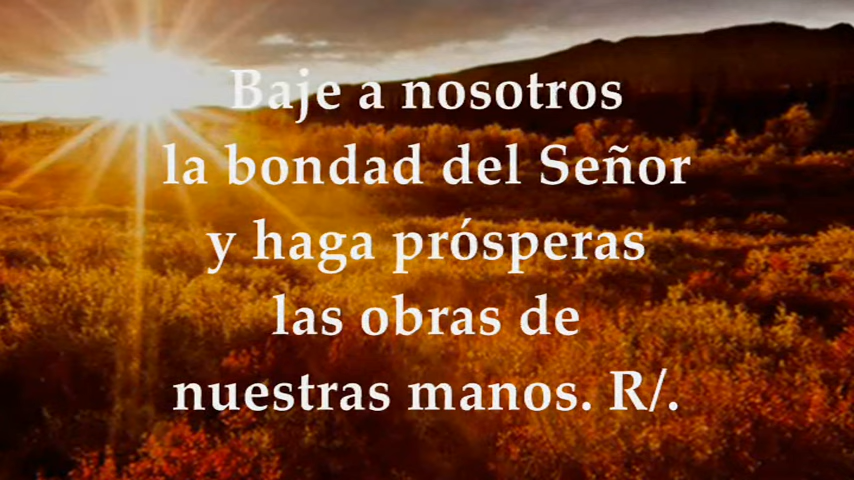 Baje a nosotros
la bondad del Señor
y haga prósperas
las obras de
nuestras manos. R/.